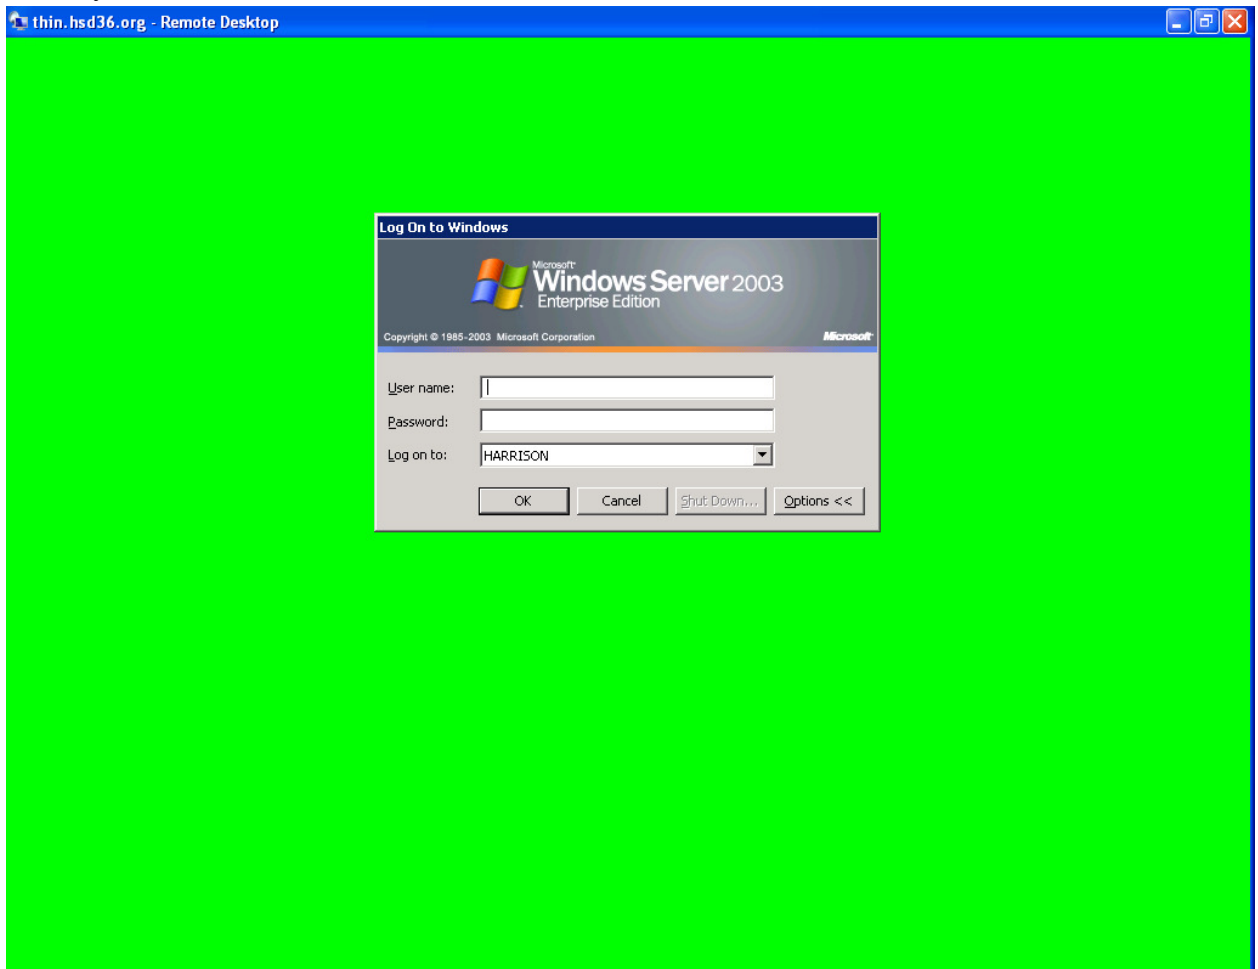 thin.hsd36.org - Remote Desktop
Log On to Windows
Microsoft
Windows Server 2003
Enterprise Edition
Copyright © 1985-2003 Microsoft Corporation Microsoft
User name:
Password:
Log on to: HARRISON
OK Cancel Shut Down... Options <<